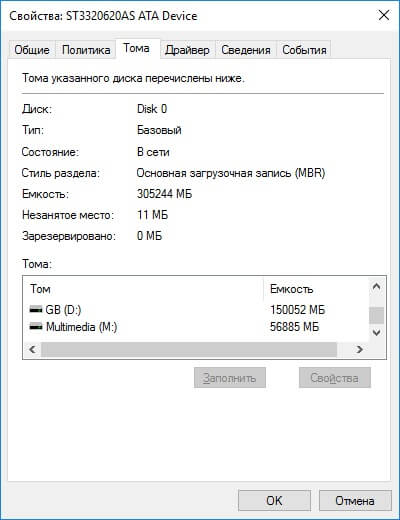 Свойства: ST3320620AS ATA Device
Общие Политика Тома Драйвер Сведения События
Тома указанного диска перечислены ниже.
Диск: Disk 0
Тип: Базовый
Состояние: В сети
Стиль раздела: Основная загрузочная запись (MBR)
Емкость: 305244 МБ
Незанятое место: 11 МБ
Зарезервировано: 0 МБ
Тома:
Том Емкость
GB (D:) 150052 МБ
Multimedia (M:) 56885 МБ
Заполнить Свойства
OK Отмена